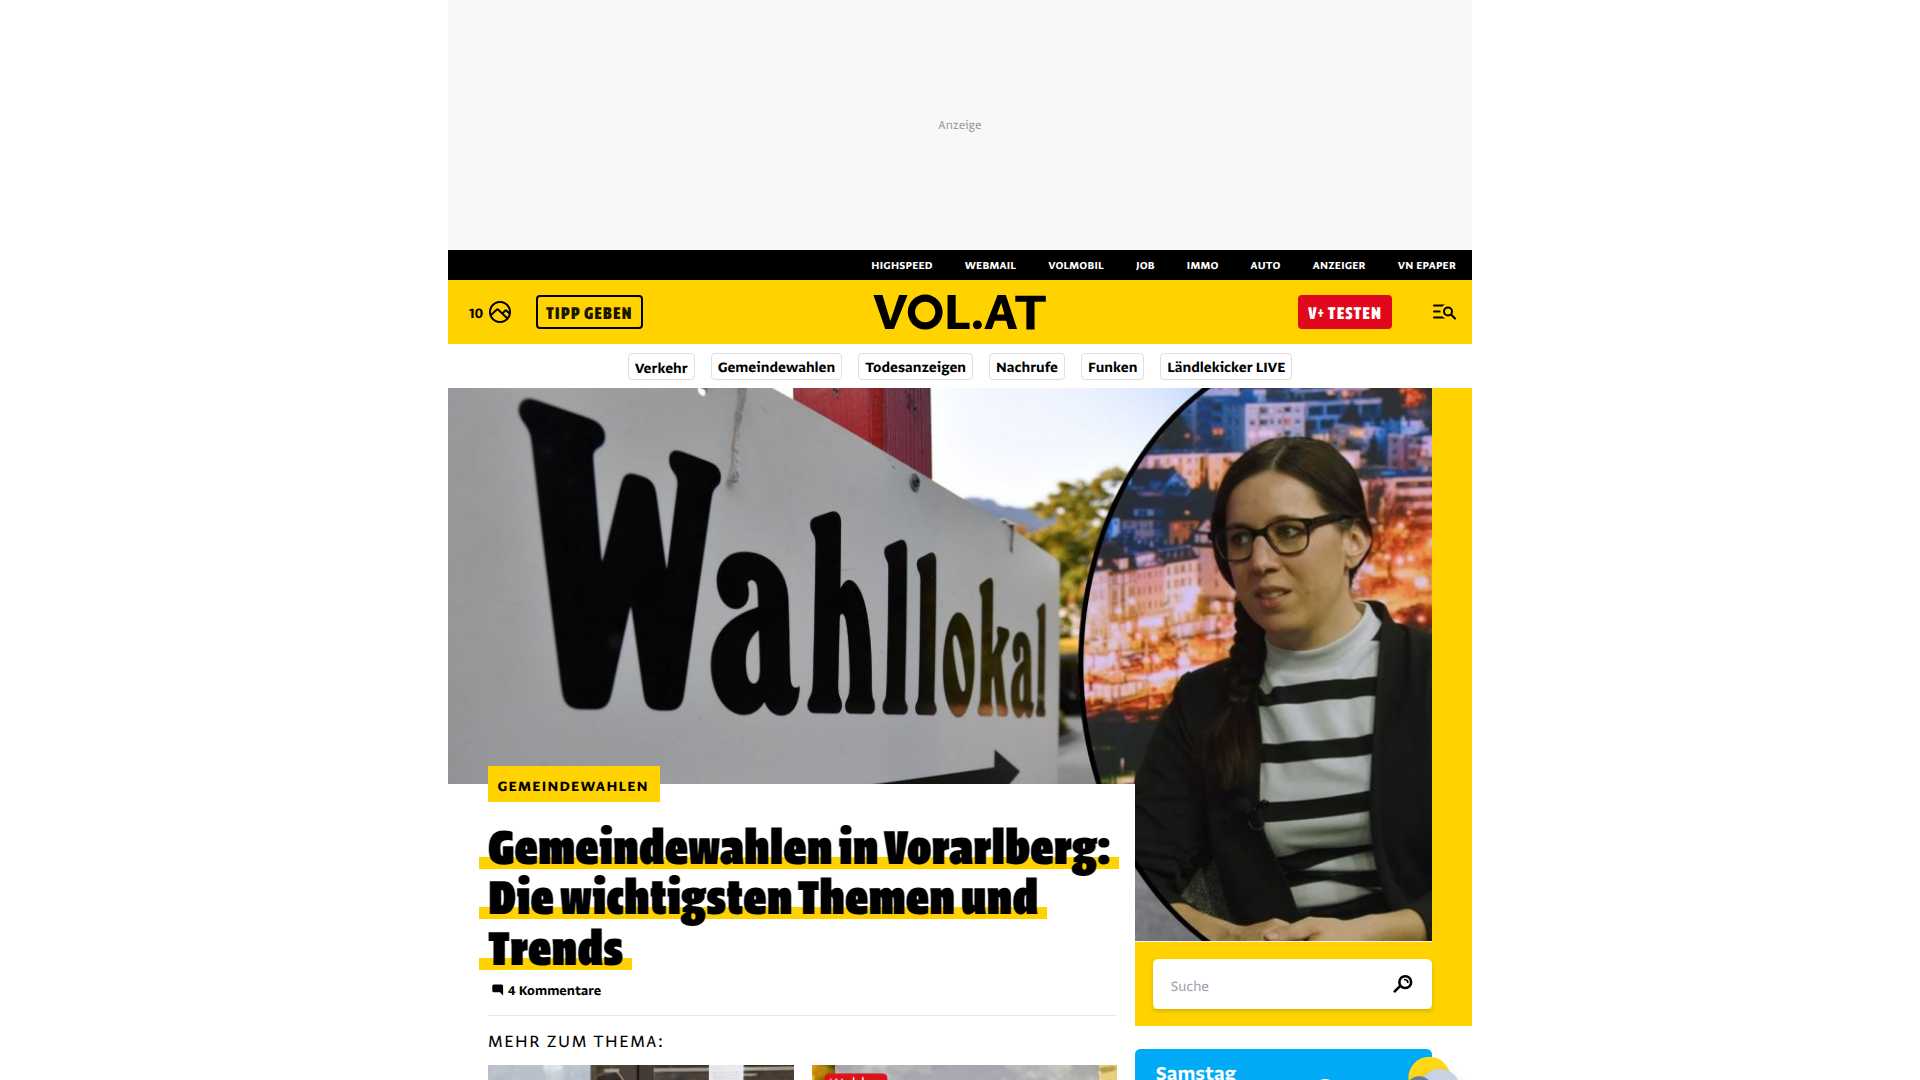 Anzeige
HIGHSPEED WEBMAIL VOLMOBIL JOB IMMO AUTO ANZEIGER VN EPAPER
10 TIPP GEBEN VOL.AT V+ TESTEN
Verkehr Gemeindewahlen Todesanzeigen Nachrufe Funken Ländlekicker LIVE
Wahllokal
GEMEINDEWAHLEN
Gemeindewahlen in Vorarlberg:
Die wichtigsten Themen und
Trends
4 Kommentare
Suche
MEHR ZUM THEMA:
Samstag